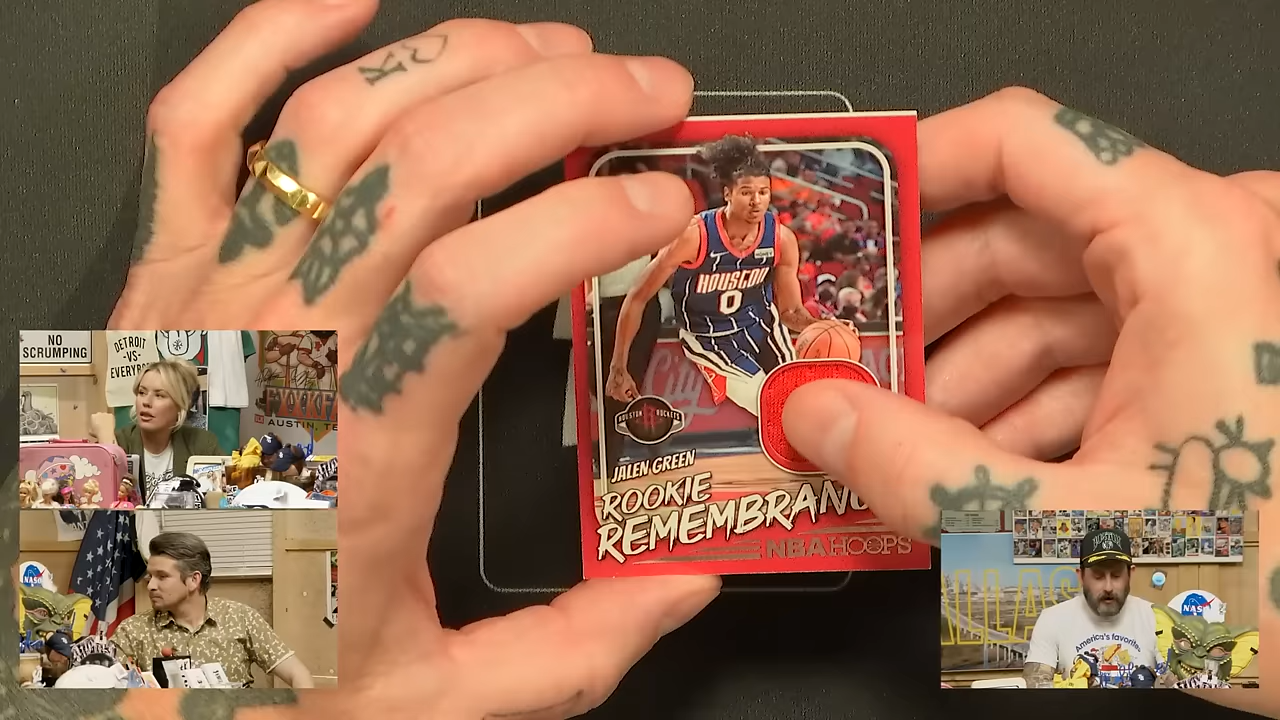 K
NO
SCRUMPING
DETROIT
-VS-
EVERYBO
AUSTIN, TE
NASA
HOUSTON
0
HOUSTON ROCKETS
JALEN GREEN
ROOKIE
REMEMBRANC
NBA HOOPS
LLAS
America's favorite
NASA